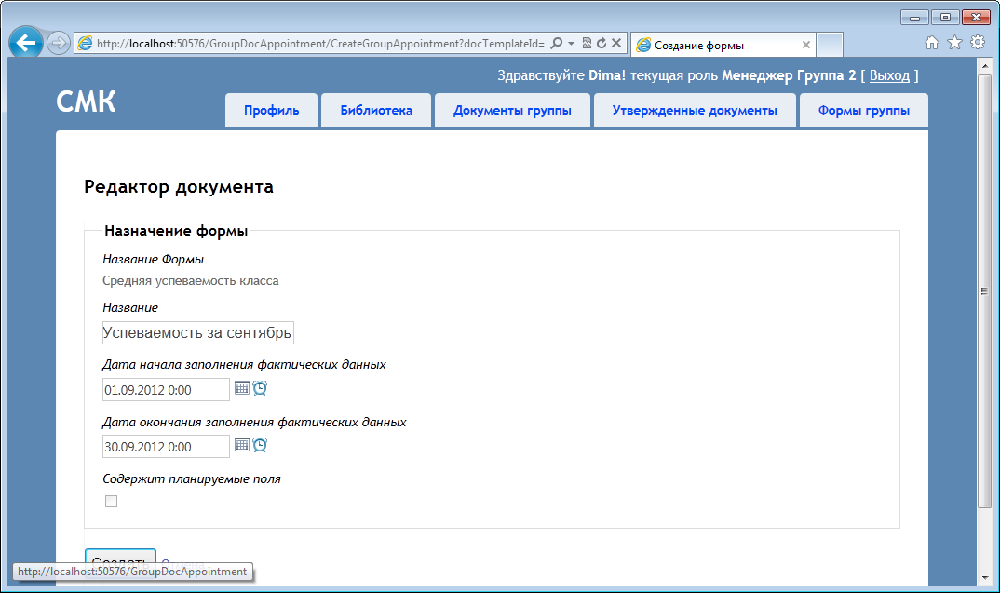 http://localhost:50576/GroupDocAppointment/CreateGroupAppointment?docTemplateId=
Создание формы
Здравствуйте Dima! текущая роль Менеджер Группа 2 [ Выход ]
СМК
Профиль
Библиотека
Документы группы
Утвержденные документы
Формы группы
Редактор документа
Назначение формы
Название Формы
Средняя успеваемость класса
Название
Успеваемость за сентябрь
Дата начала заполнения фактических данных
01.09.2012 0:00
Дата окончания заполнения фактических данных
30.09.2012 0:00
Содержит планируемые поля
Создать
http://localhost:50576/GroupDocAppointment